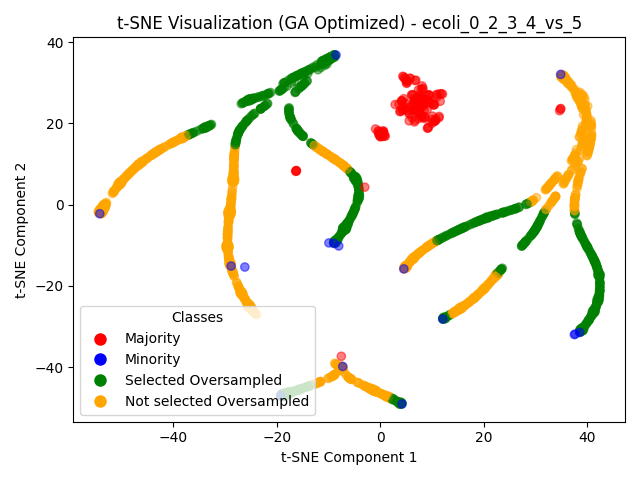 t-SNE Visualization (GA Optimized) - ecoli_0_2_3_4_vs_5
40
20
0
−20
−40
t-SNE Component 2
Classes
Majority
Minority
Selected Oversampled
Not selected Oversampled
−40
−20
0
20
40
t-SNE Component 1